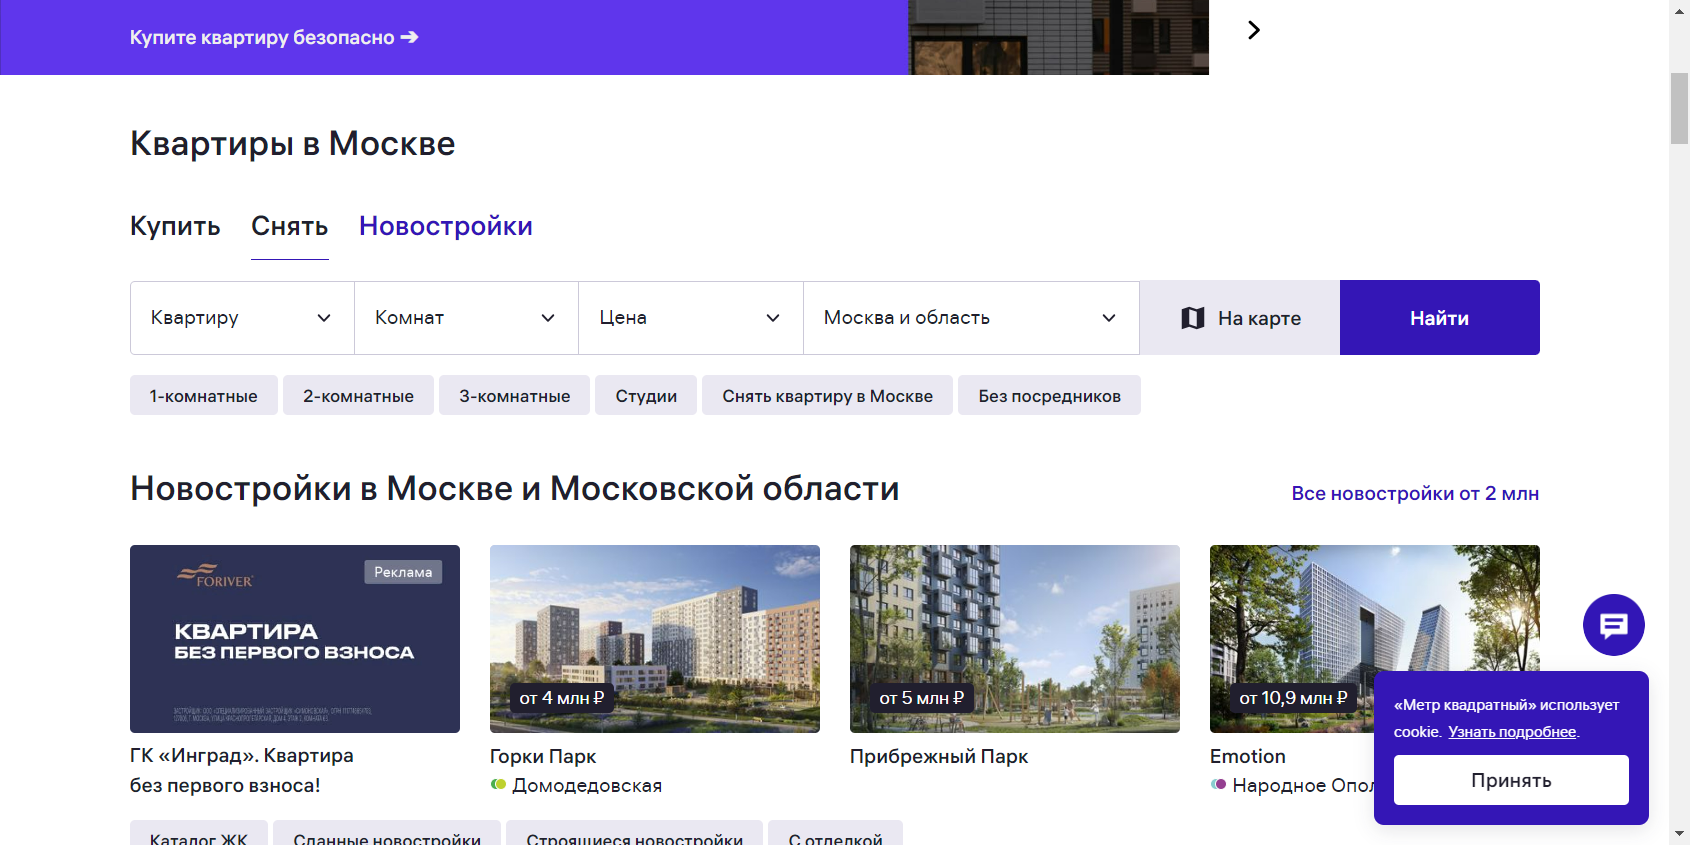 Купите квартиру безопасно ➔
Квартиры в Москве
Купить Снять Новостройки
Квартиру Комнат Цена Москва и область На карте Найти
1-комнатные 2-комнатные 3-комнатные Студии Снять квартиру в Москве Без посредников
Новостройки в Москве и Московской области
Все новостройки от 2 млн
FORIVER
Реклама
КВАРТИРА
БЕЗ ПЕРВОГО ВЗНОСА
от 4 млн ₽
от 5 млн ₽
от 10,9 млн ₽
ГК «Инград». Квартира
без первого взноса!
Горки Парк
Домодедовская
Прибрежный Парк
Emotion
Народное Опол
«Метр квадратный» использует
cookie. Узнать подробнее.
Принять
Каталог ЖК Сданные новостройки Строящиеся новостройки С отделкой